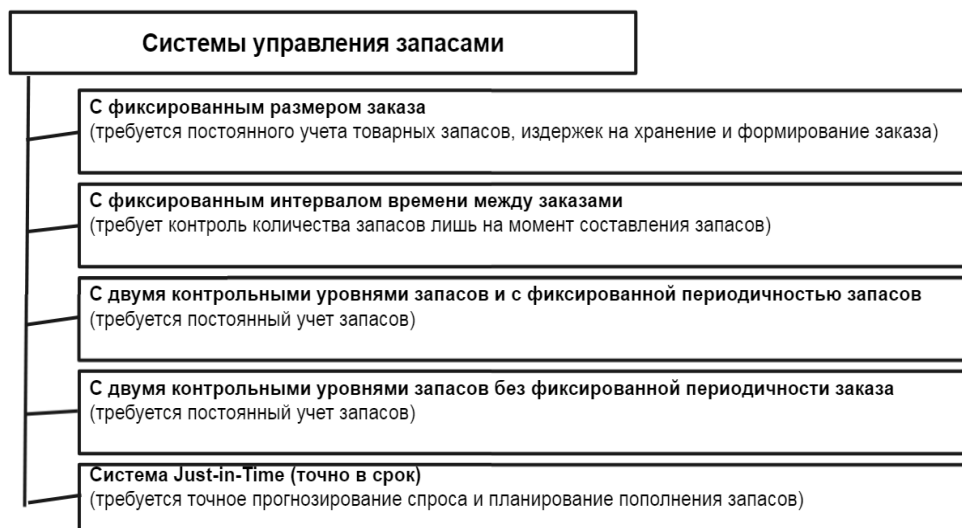 Системы управления запасами
С фиксированным размером заказа
(требуется постоянного учета товарных запасов, издержек на хранение и формирование заказа)
С фиксированным интервалом времени между заказами
(требует контроль количества запасов лишь на момент составления запасов)
С двумя контрольными уровнями запасов и с фиксированной периодичностью запасов
(требуется постоянный учет запасов)
С двумя контрольными уровнями запасов без фиксированной периодичности заказа
(требуется постоянный учет запасов)
Система Just-in-Time (точно в срок)
(требуется точное прогнозирование спроса и планирование пополнения запасов)